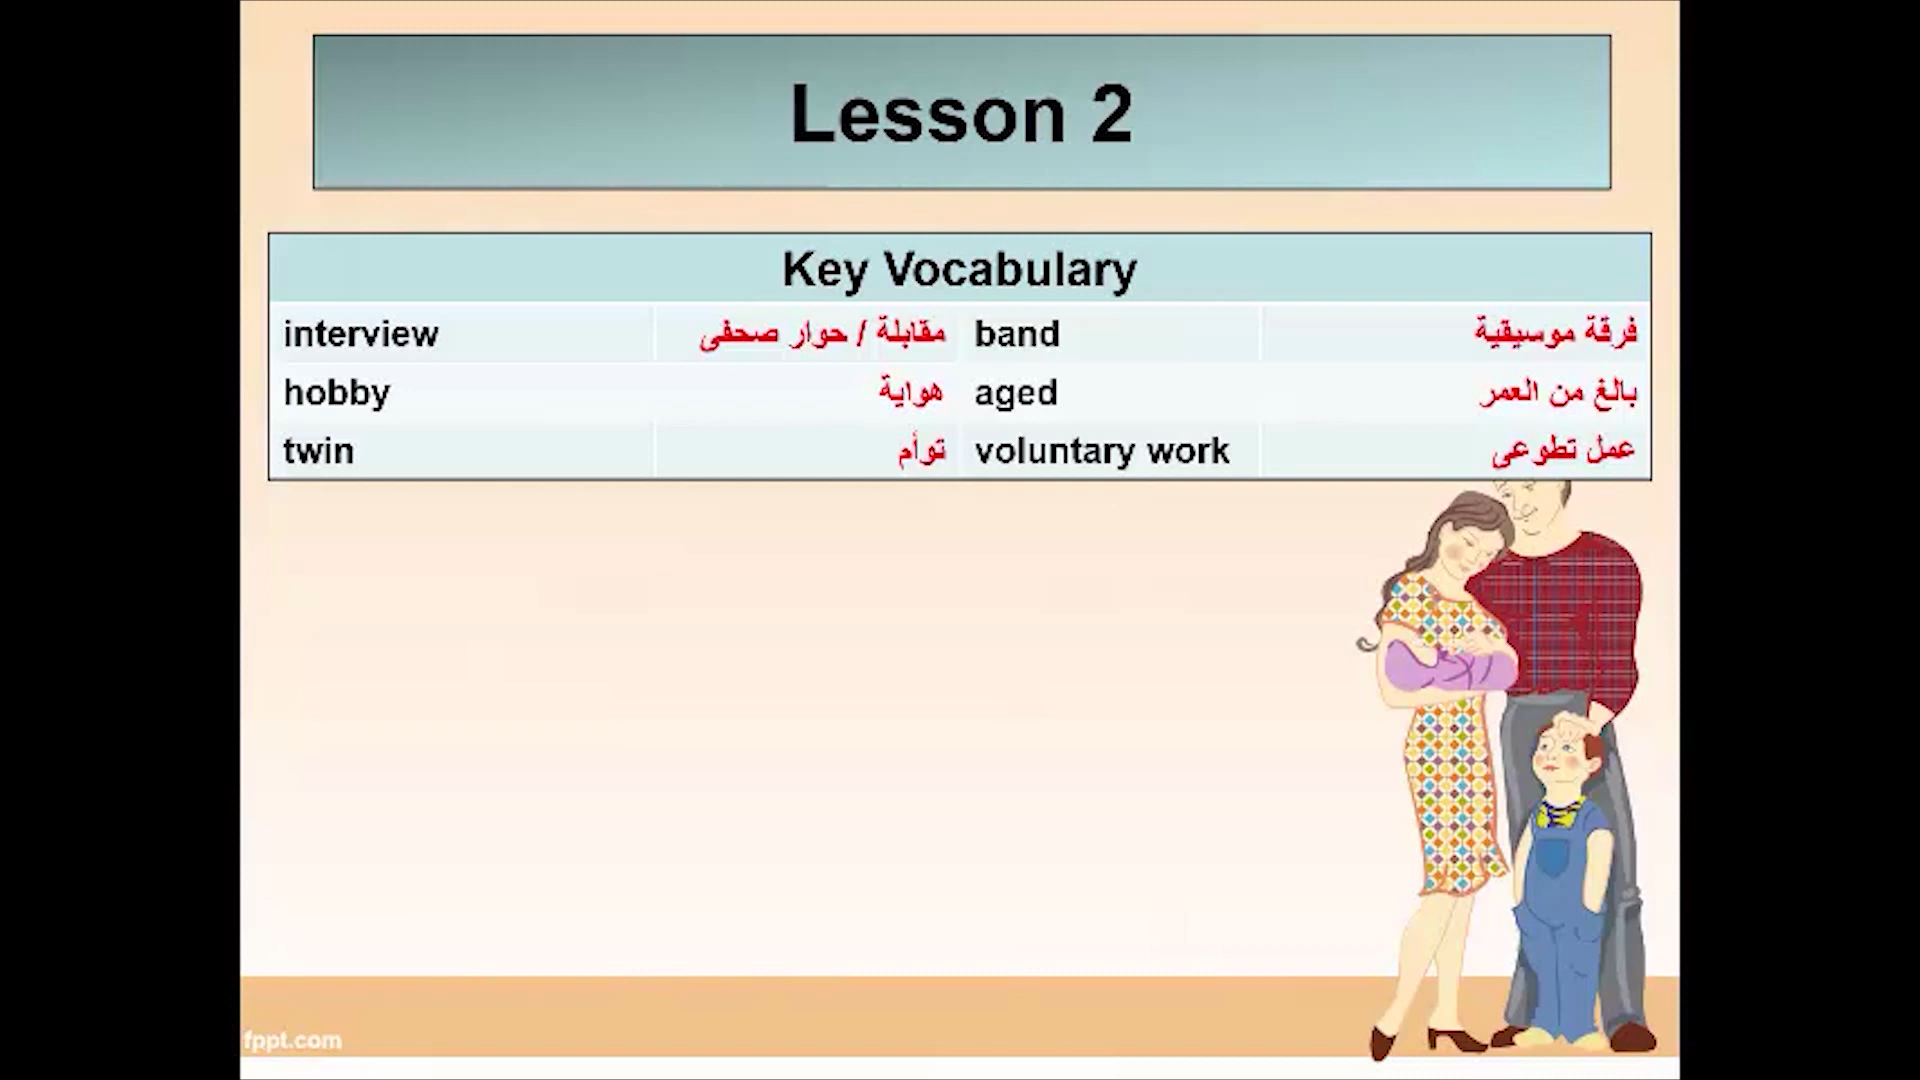 Lesson 2
Key Vocabulary
interview مقابلة / حوار صحفى band فرقة موسيقية
hobby هواية aged بالغ من العمر
twin توأم voluntary work عمل تطوعى
fppt.com